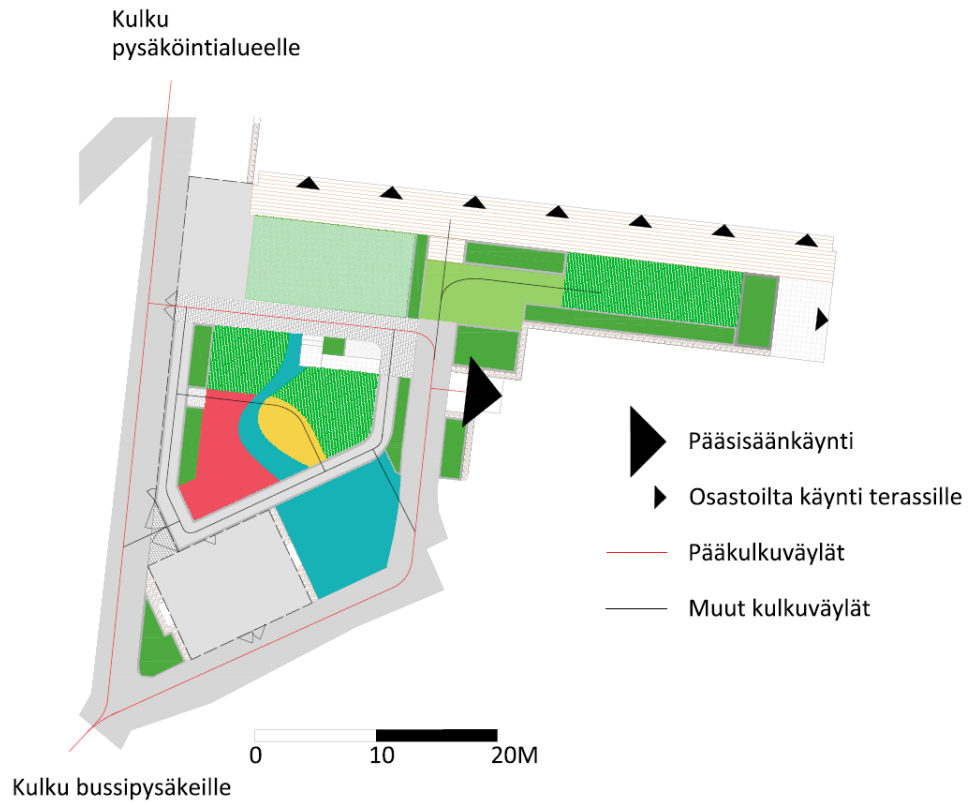 Kulku
pysäköintialueelle
Pääsisäänkäynti
Osastoilta käynti terassille
Pääkulkuväylät
Muut kulkuväylät
0 10 20M
Kulku bussipysäkeille